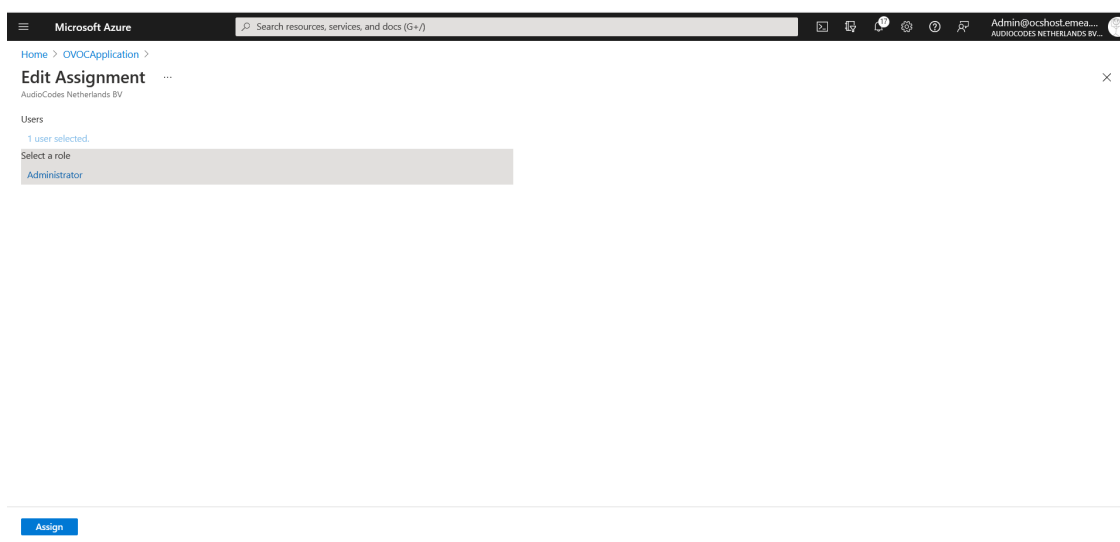 Microsoft Azure
Search resources, services, and docs (G+/)
17
Admin@ocshost.emea....
AUDIOCODES NETHERLANDS BV...
Home > OVOCApplication >
Edit Assignment ...
AudioCodes Netherlands BV
Users
1 user selected.
Select a role
Administrator
Assign